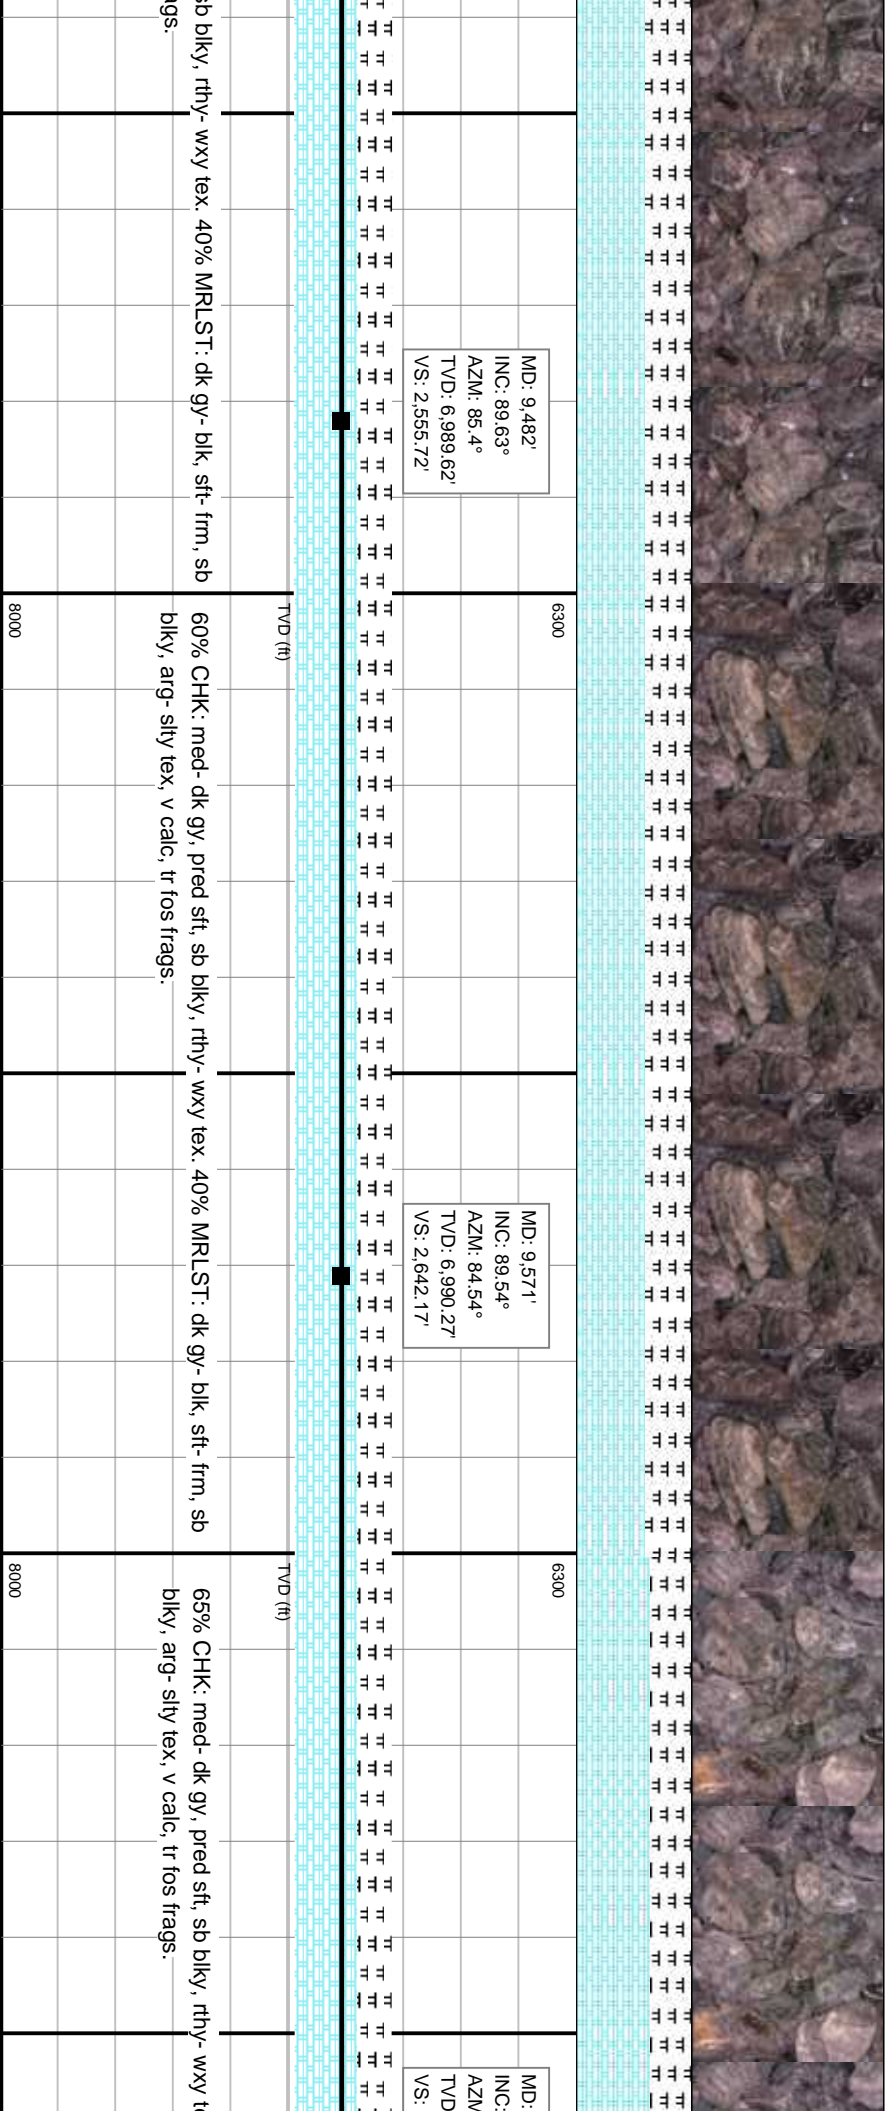 MD: 9,482'
INC: 89.63°
AZM: 85.4°
TVD: 6,989.62'
VS: 2,555.72'
MD: 9,571'
INC: 89.54°
AZM: 84.54°
TVD: 6,990.27'
VS: 2,642.17'
MD:
INC:
AZM
TVD
VS:
6300
6300
TVD (ft)
TVD (ft)
sb blky, rthy- wxy tex. 40% MRLST: dk gy- blk, sft- frm, sb
ags.
60% CHK: med- dk gy, pred sft, sb blky, rthy- wxy tex. 40% MRLST: dk gy- blk, sft- frm, sb
blky, arg- slty tex, v calc, tr fos frags.
65% CHK: med- dk gy, pred sft, sb blky, rthy- wxy te
blky, arg- slty tex, v calc, tr fos frags.
8000
8000